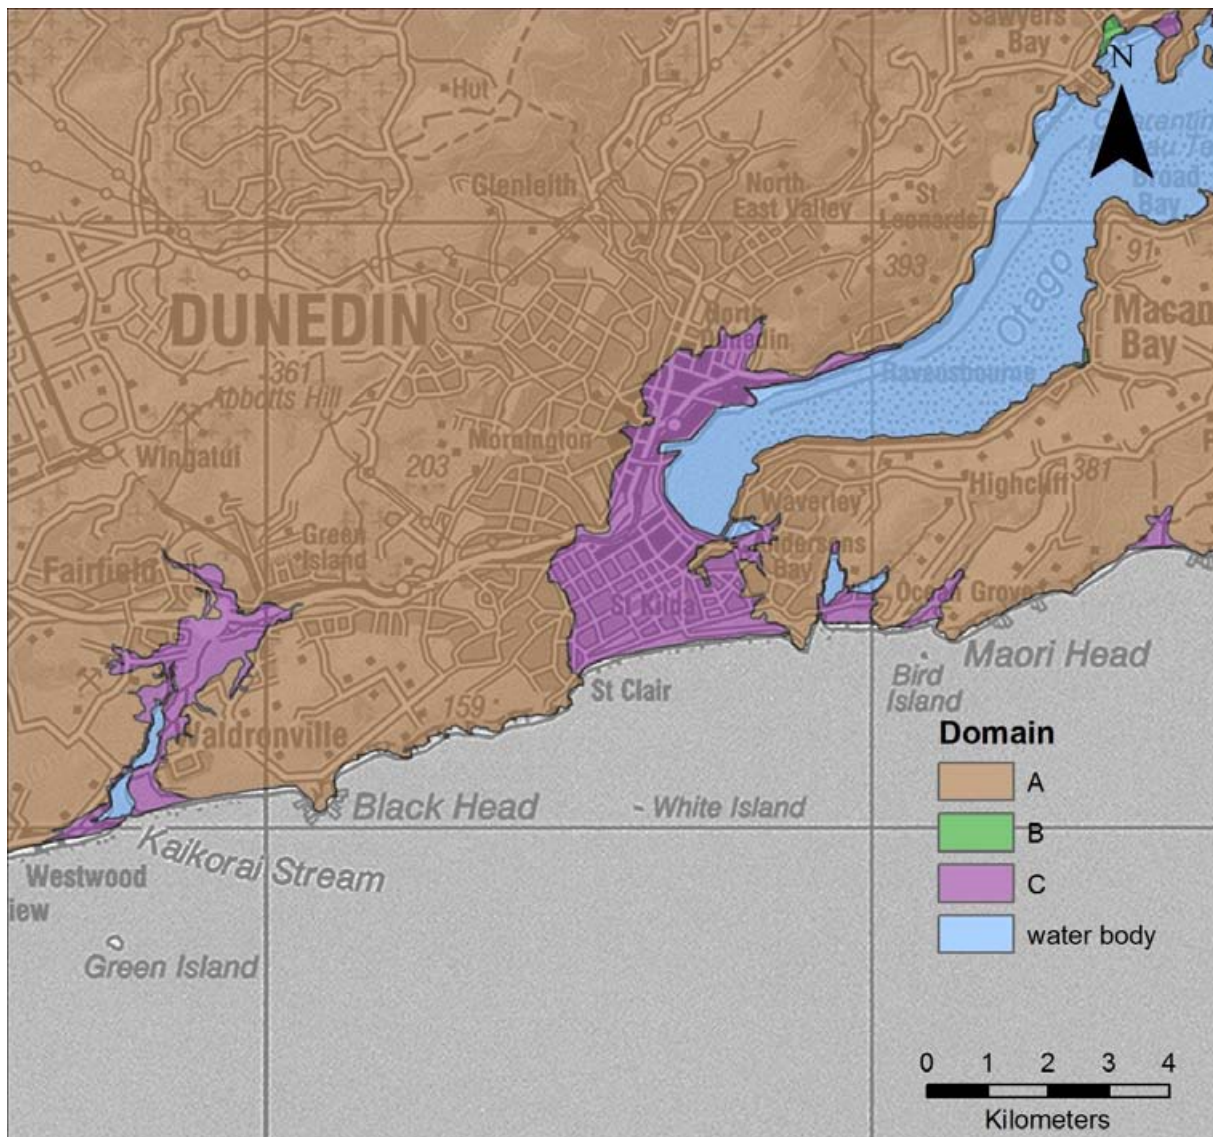 Sawyers
Bay
N
Hut
Glenleith
North
East Valley
St
Leonards
Broad
Bay
393
91
Otago
DUNEDIN
Macan
Bay
North
Dunedin
361
Abbotts Hill
Ravensbourne
Mornington
203
Wingatui
Highcliff
381
Waverley
Green
Island
Fairfield
Andersons
Bay
St Kilda
Ocean Grove
Maori Head
Bird
Island
St Clair
159
Waldronville
Black Head
White Island
Kaikorai Stream
Westwood
iew
Green Island
Domain
A
B
C
water body
0 1 2 3 4
Kilometers